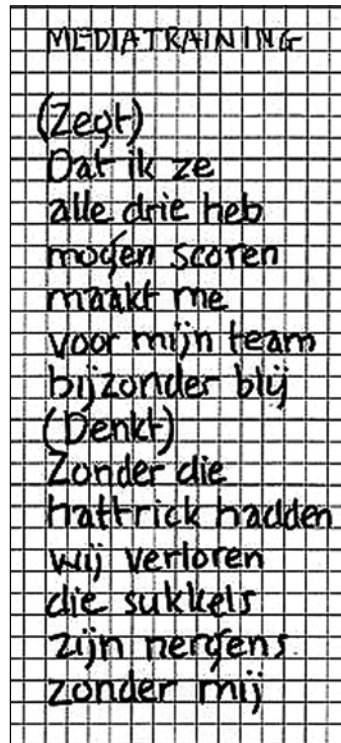 MEDIATRAINING
(Zegt)
Dat ik ze
alle drie heb
mogen scoren
maakt me
voor mijn team
bijzonder blij
(Denkt)
Zonder die
hattrick hadden
wij verloren
die sukkels
zijn nergens
zonder mij